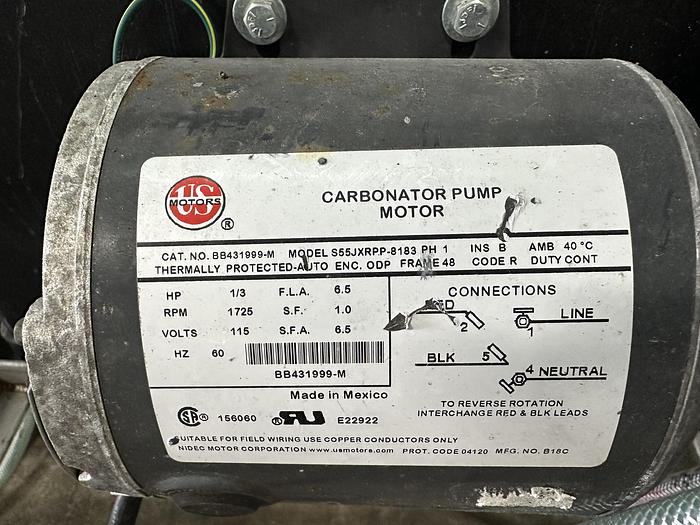 US
MOTORS
®
CARBONATOR PUMP
MOTOR
CAT. NO. BB431999-M MODEL S55JXRPP-8183 PH 1 INS B AMB 40 °C
THERMALLY PROTECTED-AUTO ENC. ODP FRAME 48 CODE R DUTY CONT
HP 1/3 F.L.A. 6.5
RPM 1725 S.F. 1.0
VOLTS 115 S.F.A. 6.5
HZ 60
BB431999-M
Made in Mexico
CONNECTIONS
2
LINE
1
BLK 5
4 NEUTRAL
TO REVERSE ROTATION
INTERCHANGE RED & BLK LEADS
156060
E22922
SUITABLE FOR FIELD WIRING USE COPPER CONDUCTORS ONLY
NIDEC MOTOR CORPORATION www.usmotors.com PROT. CODE 04120 MFG. NO. B18C